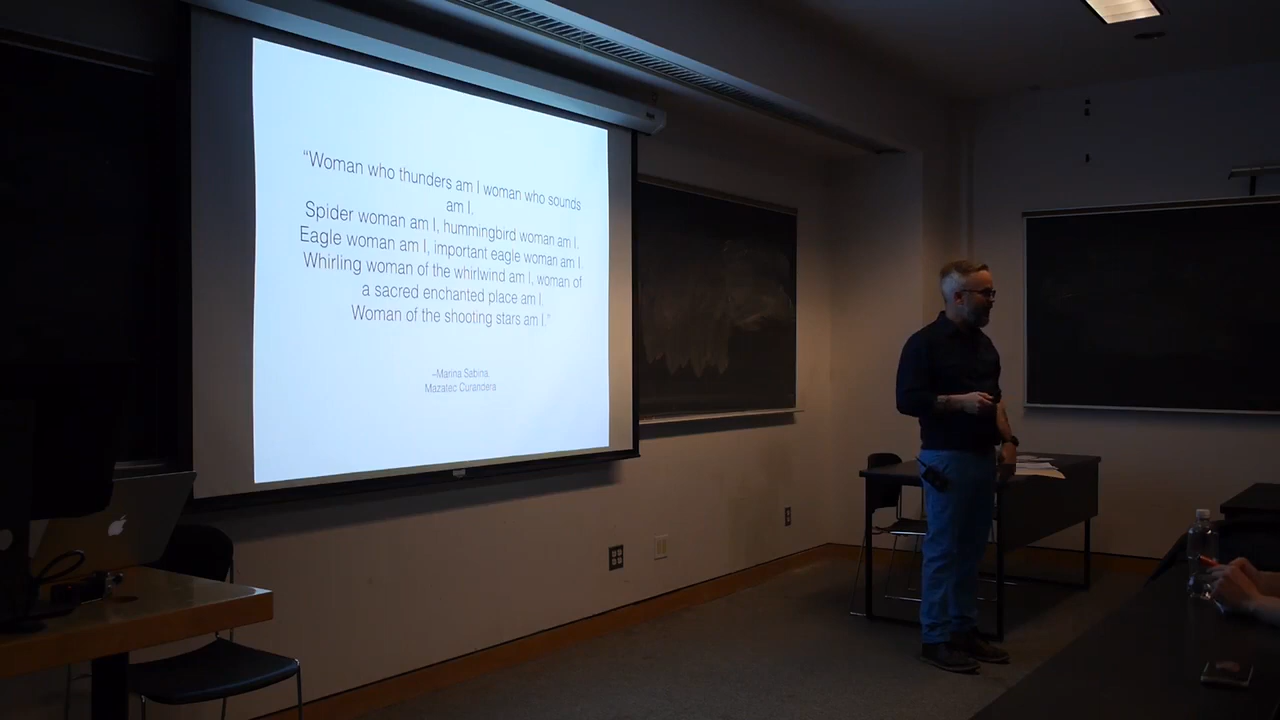 “Woman who thunders am I woman who sounds
am I.
Spider woman am I, hummingbird woman am I.
Eagle woman am I, important eagle woman am I.
Whirling woman of the whirlwind am I, woman of
a sacred enchanted place am I.
Woman of the shooting stars am I.”
–Marina Sabina,
Mazatec Curandera